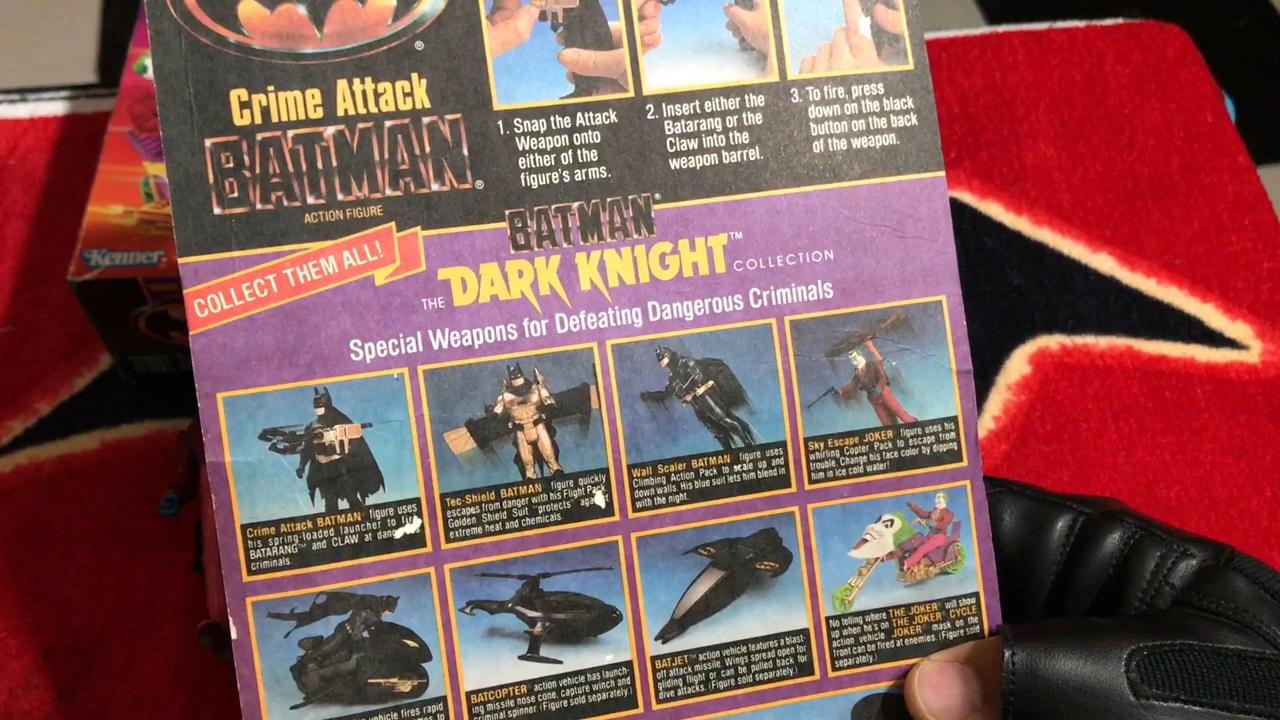 ®
Crime Attack
BATMAN®
ACTION FIGURE
1. Snap the Attack
Weapon onto
either of the
figure's arms.
2. Insert either the
Batarang or the
Claw into the
weapon barrel.
3. To fire, press
down on the black
button on the back
of the weapon.
Kenner
COLLECT THEM ALL!
BATMAN®
THE DARK KNIGHT™ COLLECTION
Special Weapons for Defeating Dangerous Criminals
Crime Attack BATMAN® figure uses
his spring-loaded launcher to
BATARANG™ and CLAW at
criminals.
Tec-Shield BATMAN® figure quickly
escapes from danger with his Flight Pack.
Golden Shield Suit "protects"
extreme heat and chemicals.
Wall Scaler BATMAN® figure uses
Climbing Action Pack to scale up and
down walls. His blue suit lets him blend in
with the night.
Sky Escape JOKER® figure uses his
whirling Copter Pack to escape from
trouble. Change his face color by dipping
him in ice cold water!
vehicle fires rapid
BATCOPTER™ action vehicle has launch-
ing missile nose cone, capture winch and
criminal spinner. (Figure sold separately.)
BATJET™ action vehicle features a blast-
off attack missile. Wings spread open for
gliding flight or can be pulled back for
dive attacks. (Figure sold separately.)
No telling where THE JOKER® will show
up when he's on THE JOKER CYCLE
action vehicle. JOKER® mask on the
front can be fired at enemies. (Figure sold
separately.)